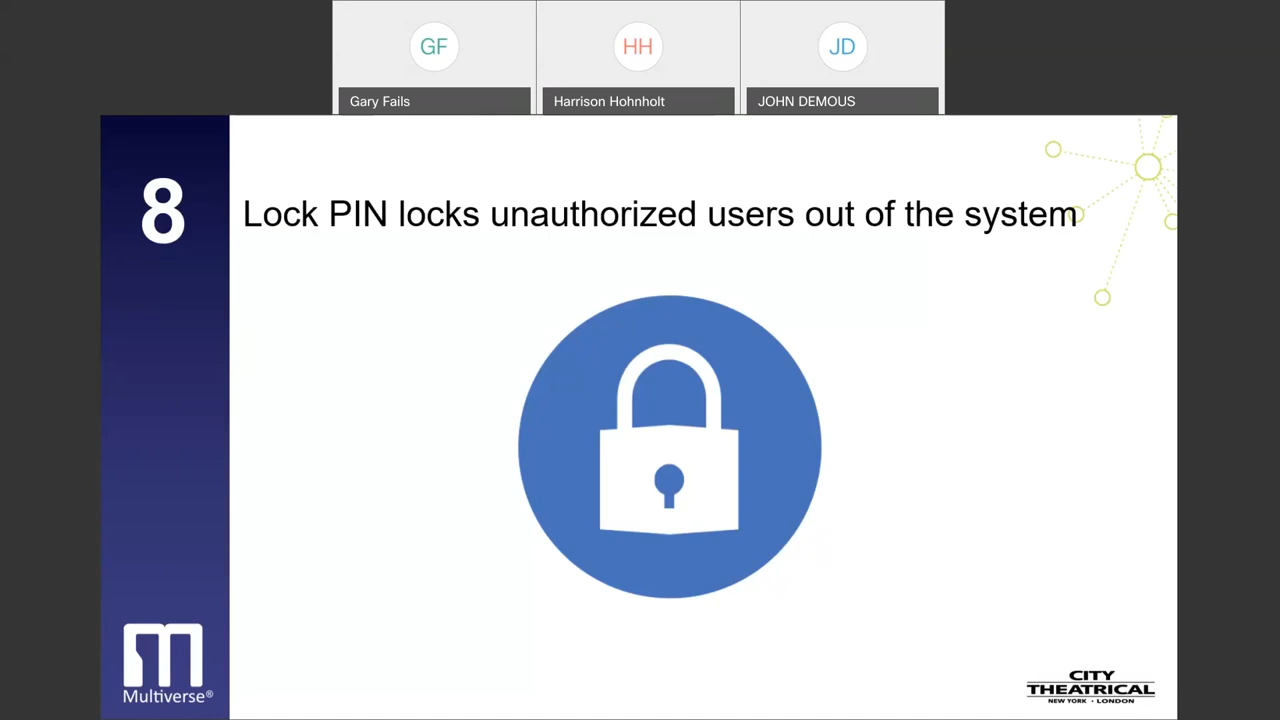 GF
HH
JD
Gary Fails
Harrison Hohnholt
JOHN DEMOUS
8
Lock PIN locks unauthorized users out of the system
Multiverse®
CITY
THEATRICAL
NEW YORK • LONDON